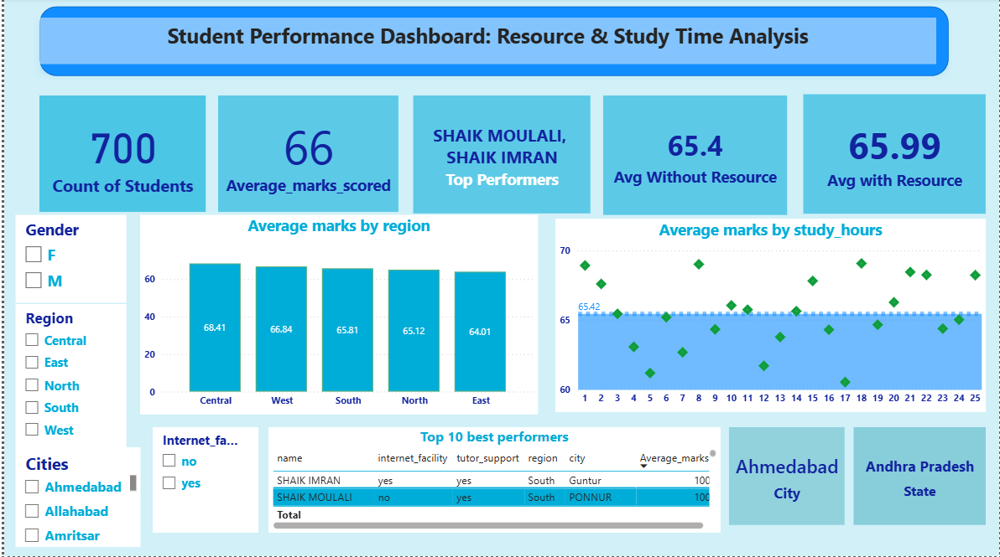 Student Performance Dashboard: Resource & Study Time Analysis
700
Count of Students
66
Average_marks_scored
SHAIK MOULALI,
SHAIK IMRAN
Top Performers
65.4
Avg Without Resource
65.99
Avg with Resource
Gender
F
M
Region
Central
East
North
South
West
Cities
Ahmedabad
Allahabad
Amritsar
Average marks by region
60
40
20
0
68.41
66.84
65.81
65.12
64.01
Central West South North East
Average marks by study_hours
70
65
60
65.42
1 2 3 4 5 6 7 8 9 10 11 12 13 14 15 16 17 18 19 20 21 22 23 24 25
Internet_fa...
no
yes
Top 10 best performers
name internet_facility tutor_support region city Average_marks
SHAIK IMRAN yes yes South Guntur 100
SHAIK MOULALI no yes South PONNUR 100
Total
Ahmedabad
City
Andhra Pradesh
State